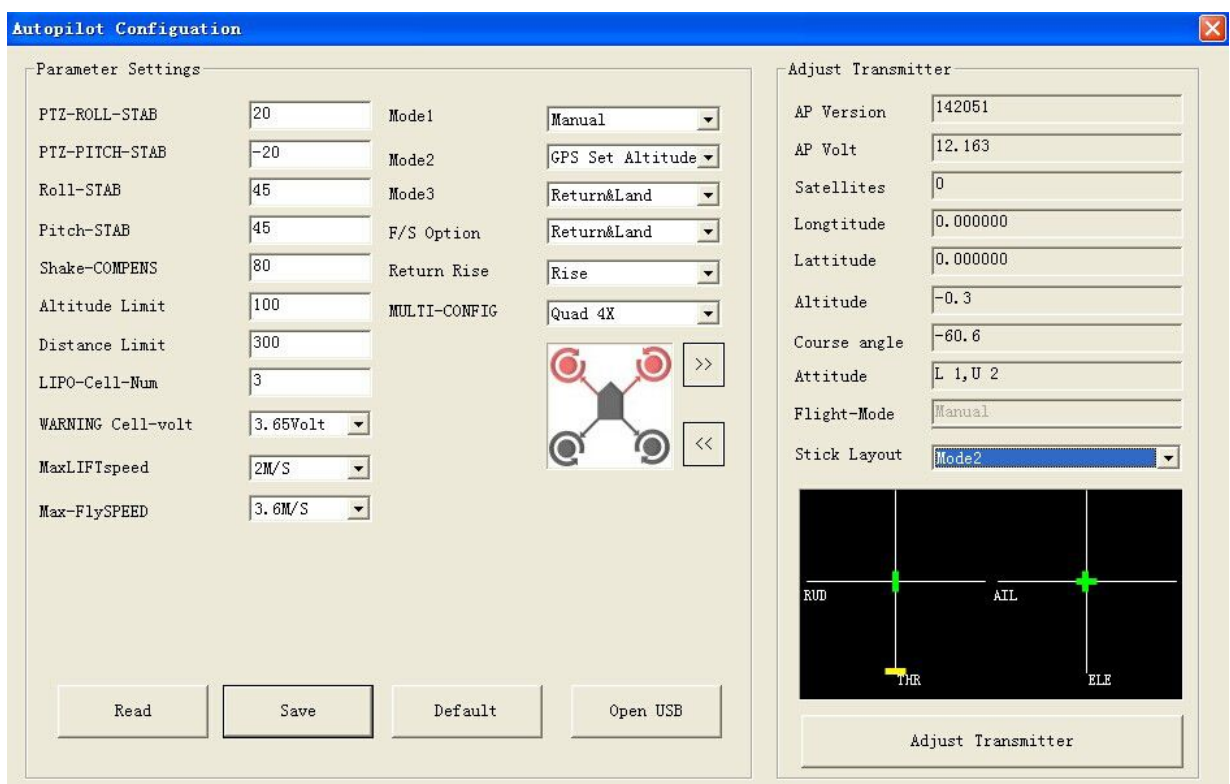 Autopilot Configuation
Parameter Settings
PTZ-ROLL-STAB 20
PTZ-PITCH-STAB -20
Roll-STAB 45
Pitch-STAB 45
Shake-COMPENS 80
Altitude Limit 100
Distance Limit 300
LIPO-Cell-Num 3
WARNING Cell-volt 3.65Volt
MaxLIFTspeed 2M/S
Max-FlySPEED 3.6M/S
Mode1 Manual
Mode2 GPS Set Altitude
Mode3 Return&Land
F/S Option Return&Land
Return Rise Rise
MULTI-CONFIG Quad 4X
>>
<<
Read Save Default Open USB
Adjust Transmitter
AP Version 142051
AP Volt 12.163
Satellites 0
Longtitude 0.000000
Lattitude 0.000000
Altitude -0.3
Course angle -60.6
Attitude L 1,U 2
Flight-Mode Manual
Stick Layout Mode2
RUD AIL
THR ELE
Adjust Transmitter